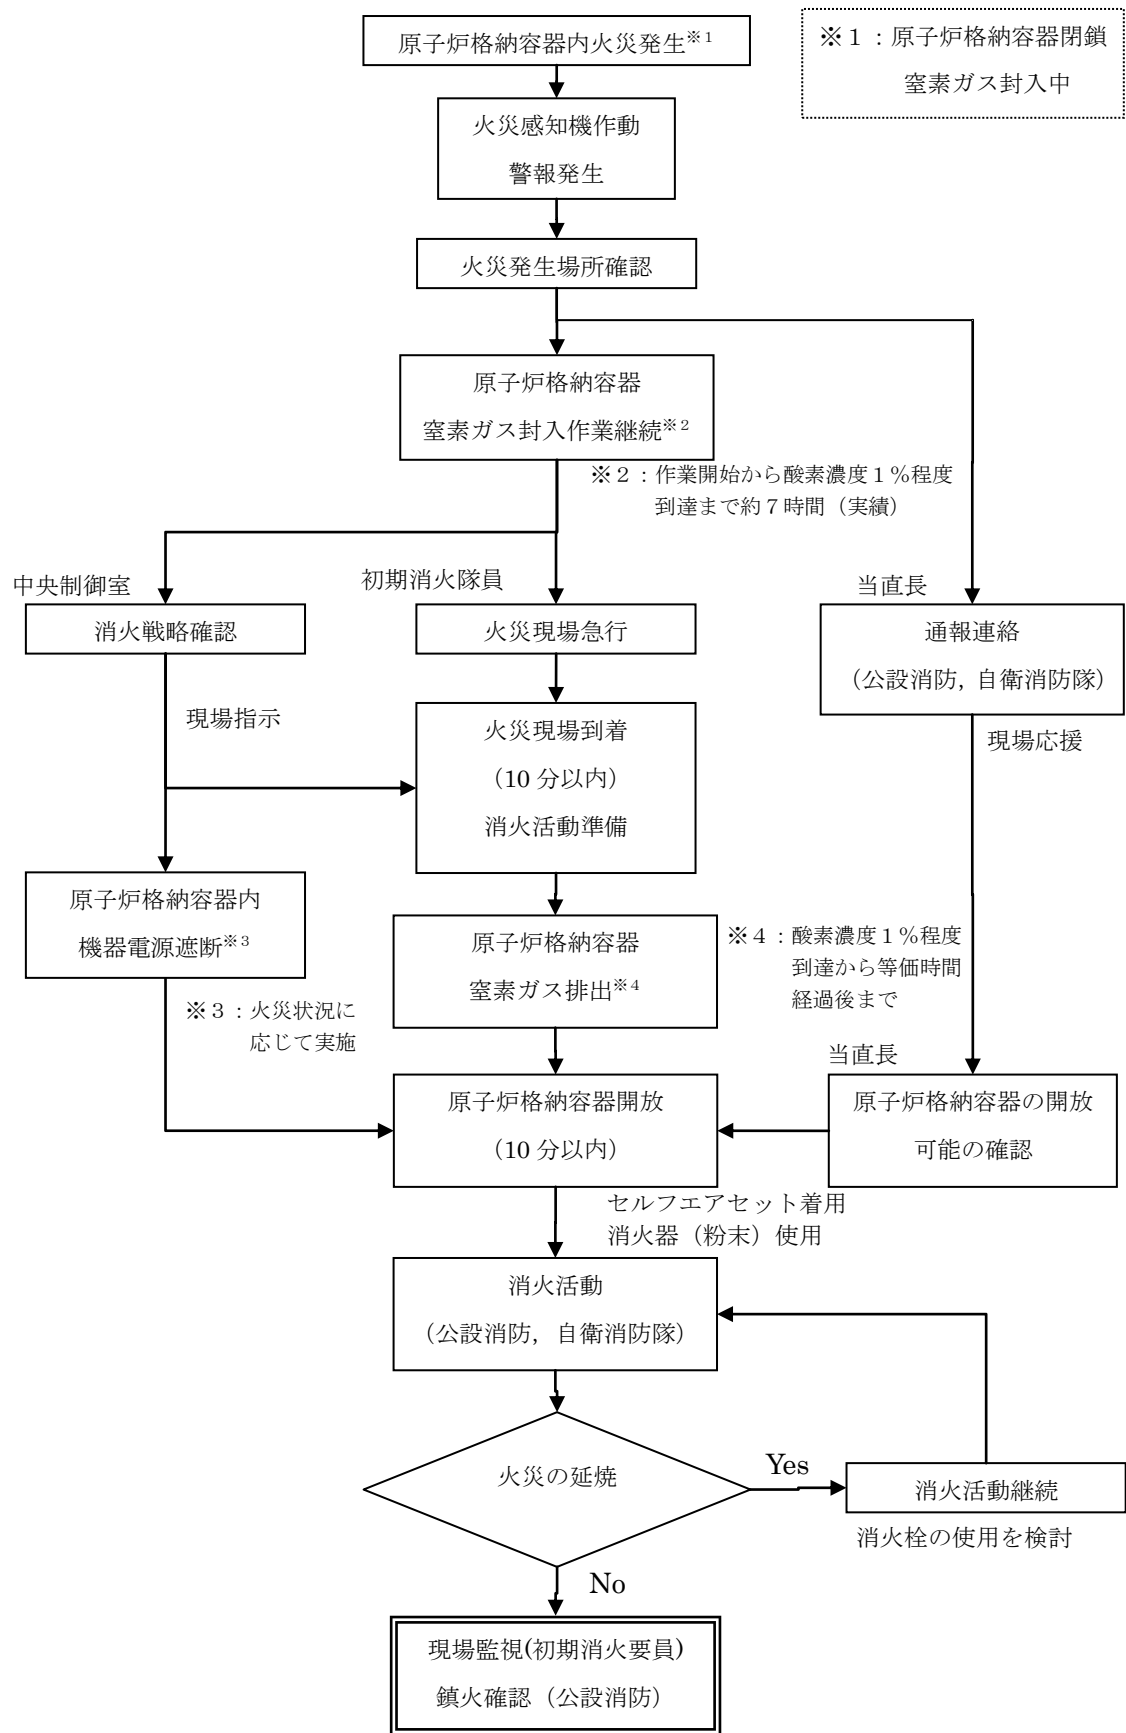 原子炉格納容器内火災発生※1
※１：原子炉格納容器閉鎖
窒素ガス封入中
火災感知機作動
警報発生
火災発生場所確認
原子炉格納容器
窒素ガス封入作業継続※2
※２：作業開始から酸素濃度１％程度
到達まで約７時間（実績）
中央制御室
初期消火隊員
当直長
消火戦略確認
火災現場急行
通報連絡
（公設消防，自衛消防隊）
現場指示
現場応援
火災現場到着
（10 分以内）
消火活動準備
原子炉格納容器内
機器電源遮断※3
※３：火災状況に
応じて実施
原子炉格納容器
窒素ガス排出※4
※４：酸素濃度１％程度
到達から等価時間
経過後まで
当直長
原子炉格納容器開放
（10 分以内）
原子炉格納容器の開放
可能の確認
セルフエアセット着用
消火器（粉末）使用
消火活動
（公設消防，自衛消防隊）
火災の延焼
Yes
消火活動継続
消火栓の使用を検討
No
現場監視(初期消火要員)
鎮火確認（公設消防）